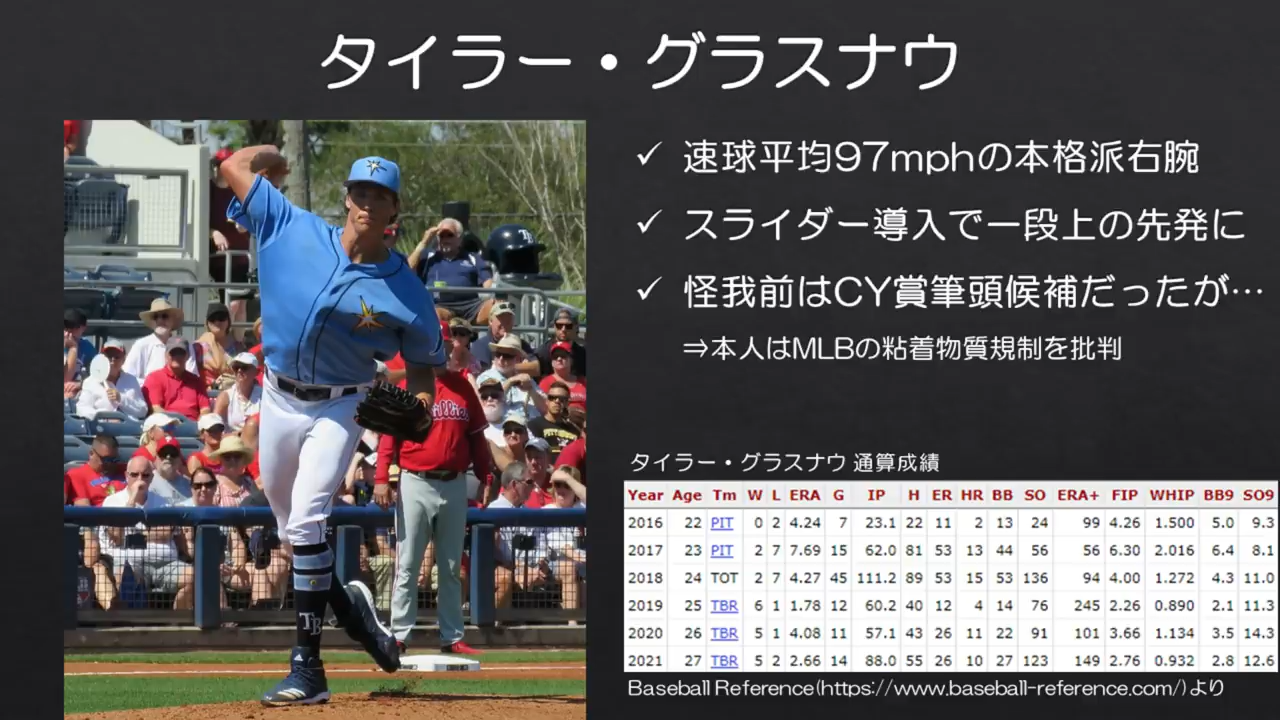 タイラー・グラスナウ
✓ 速球平均97mphの本格派右腕
✓ スライダー導入で一段上の先発に
✓ 怪我前はCY賞筆頭候補だったが…
⇒本人はMLBの粘着物質規制を批判
タイラー・グラスナウ 通算成績
Year Age Tm W L ERA G IP H ER HR BB SO ERA+ FIP WHIP BB9 SO9
2016 22 PIT 0 2 4.24 7 23.1 22 11 2 13 24 99 4.26 1.500 5.0 9.3
2017 23 PIT 2 7 7.69 15 62.0 81 53 13 44 56 56 6.30 2.016 6.4 8.1
2018 24 TOT 2 7 4.27 45 111.2 89 53 15 53 136 94 4.00 1.272 4.3 11.0
2019 25 TBR 6 1 1.78 12 60.2 40 12 4 14 76 245 2.26 0.890 2.1 11.3
2020 26 TBR 5 1 4.08 11 57.1 43 26 11 22 91 101 3.66 1.134 3.5 14.3
2021 27 TBR 5 2 2.66 14 88.0 55 26 10 27 123 149 2.76 0.932 2.8 12.6
Baseball Reference(https://www.baseball-reference.com/)より
Phillies
TB